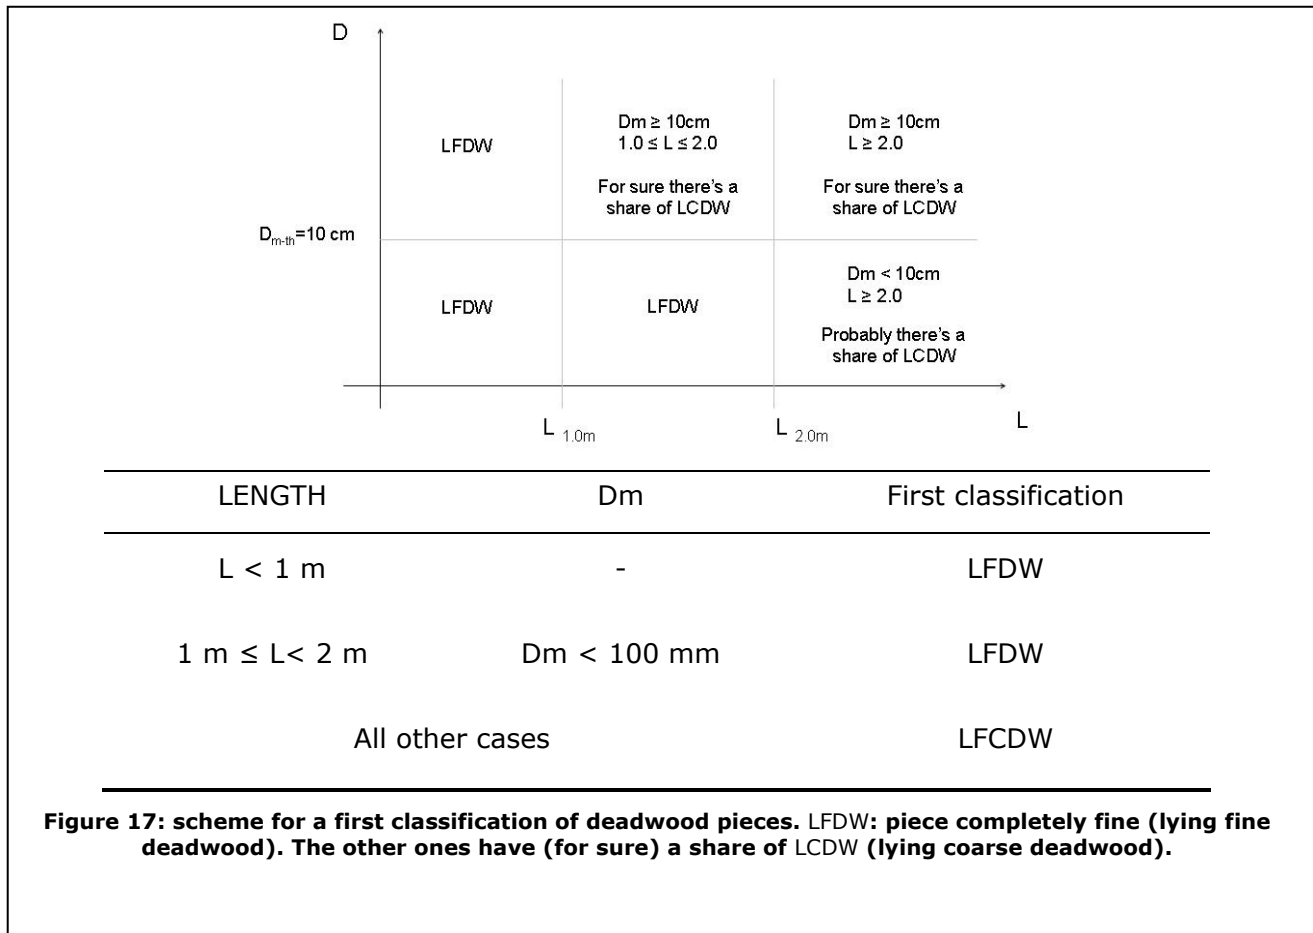 D
LFDW
Dm ≥ 10cm
1.0 ≤ L ≤ 2.0
For sure there's a
share of LCDW
Dm ≥ 10cm
L ≥ 2.0
For sure there's a
share of LCDW
Dm-th=10 cm
LFDW
LFDW
Dm < 10cm
L ≥ 2.0
Probably there's a
share of LCDW
L 1.0m
L 2.0m
L
LENGTH Dm First classification
L < 1 m - LFDW
1 m ≤ L< 2 m Dm < 100 mm LFDW
All other cases LFCDW
Figure 17: scheme for a first classification of deadwood pieces. LFDW: piece completely fine (lying fine
deadwood). The other ones have (for sure) a share of LCDW (lying coarse deadwood).